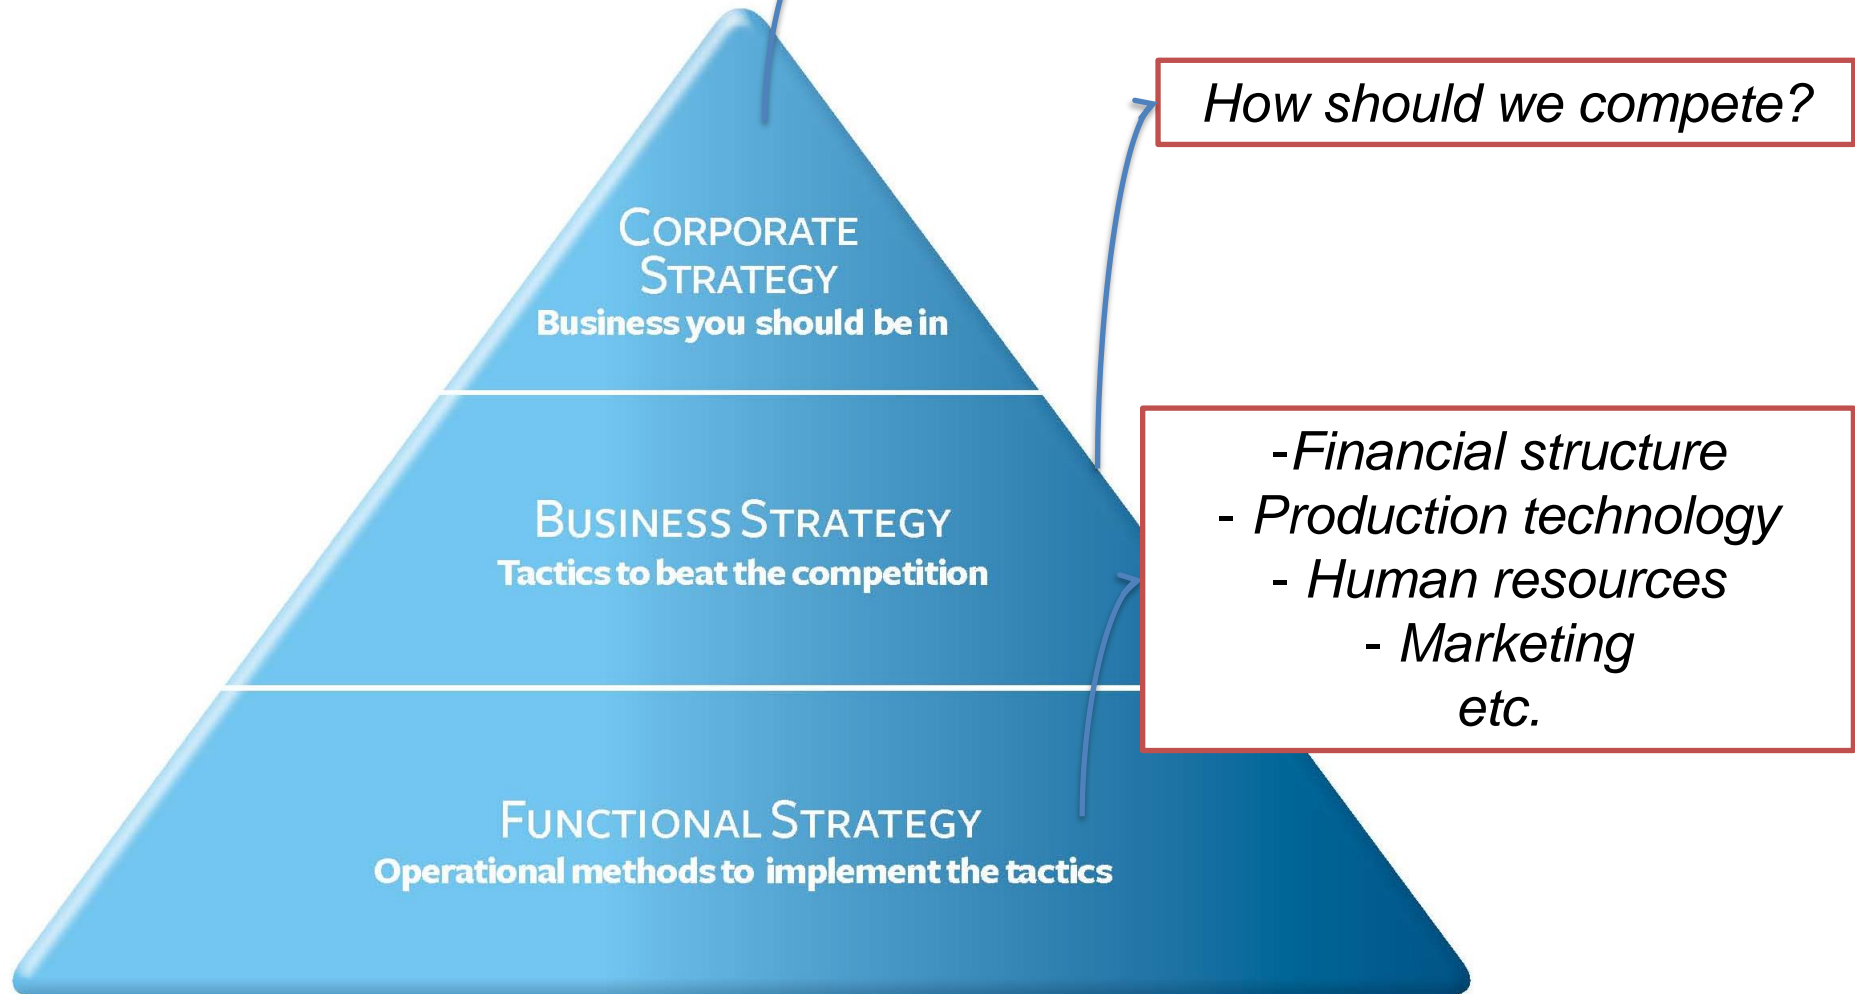 How should we compete?
CORPORATE
STRATEGY
Business you should be in
-Financial structure
- Production technology
- Human resources
- Marketing
etc.
BUSINESS STRATEGY
Tactics to beat the competition
FUNCTIONAL STRATEGY
Operational methods to implement the tactics